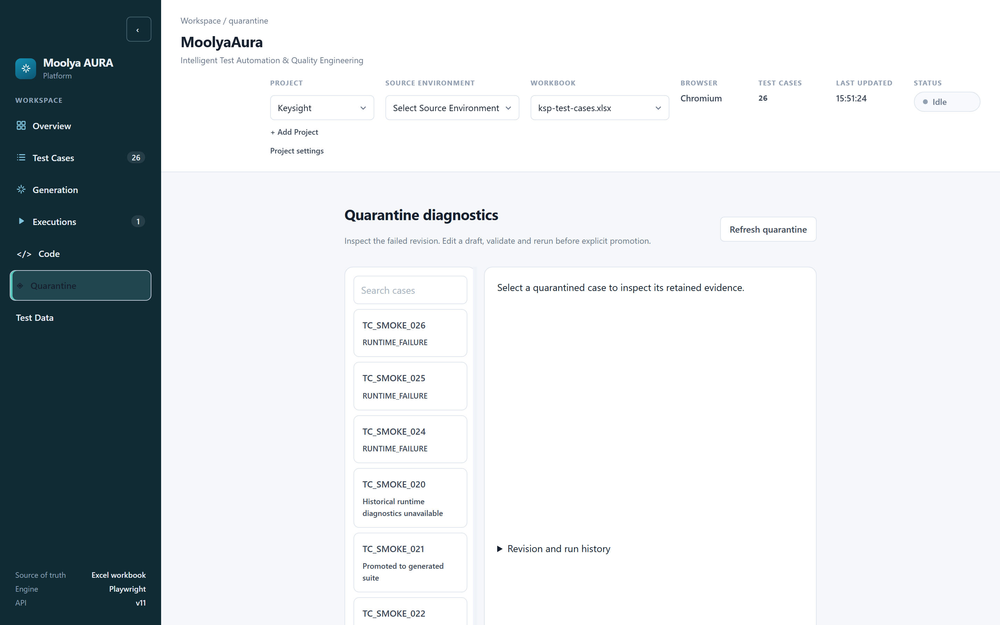 Moolya AURA
Platform
WORKSPACE
Overview
Test Cases 26
Generation
Executions 1
</> Code
Quarantine
Test Data
Source of truth Excel workbook
Engine Playwright
API v11
Workspace / quarantine
MoolyaAura
Intelligent Test Automation & Quality Engineering
PROJECT SOURCE ENVIRONMENT WORKBOOK BROWSER TEST CASES LAST UPDATED STATUS
Keysight Select Source Environment ksp-test-cases.xlsx Chromium 26 15:51:24 Idle
+ Add Project
Project settings
Quarantine diagnostics
Inspect the failed revision. Edit a draft, validate and rerun before explicit promotion.
Refresh quarantine
Search cases
TC_SMOKE_026
RUNTIME_FAILURE
TC_SMOKE_025
RUNTIME_FAILURE
TC_SMOKE_024
RUNTIME_FAILURE
TC_SMOKE_020
Historical runtime
diagnostics unavailable
TC_SMOKE_021
Promoted to generated
suite
TC_SMOKE_022
Select a quarantined case to inspect its retained evidence.
Revision and run history